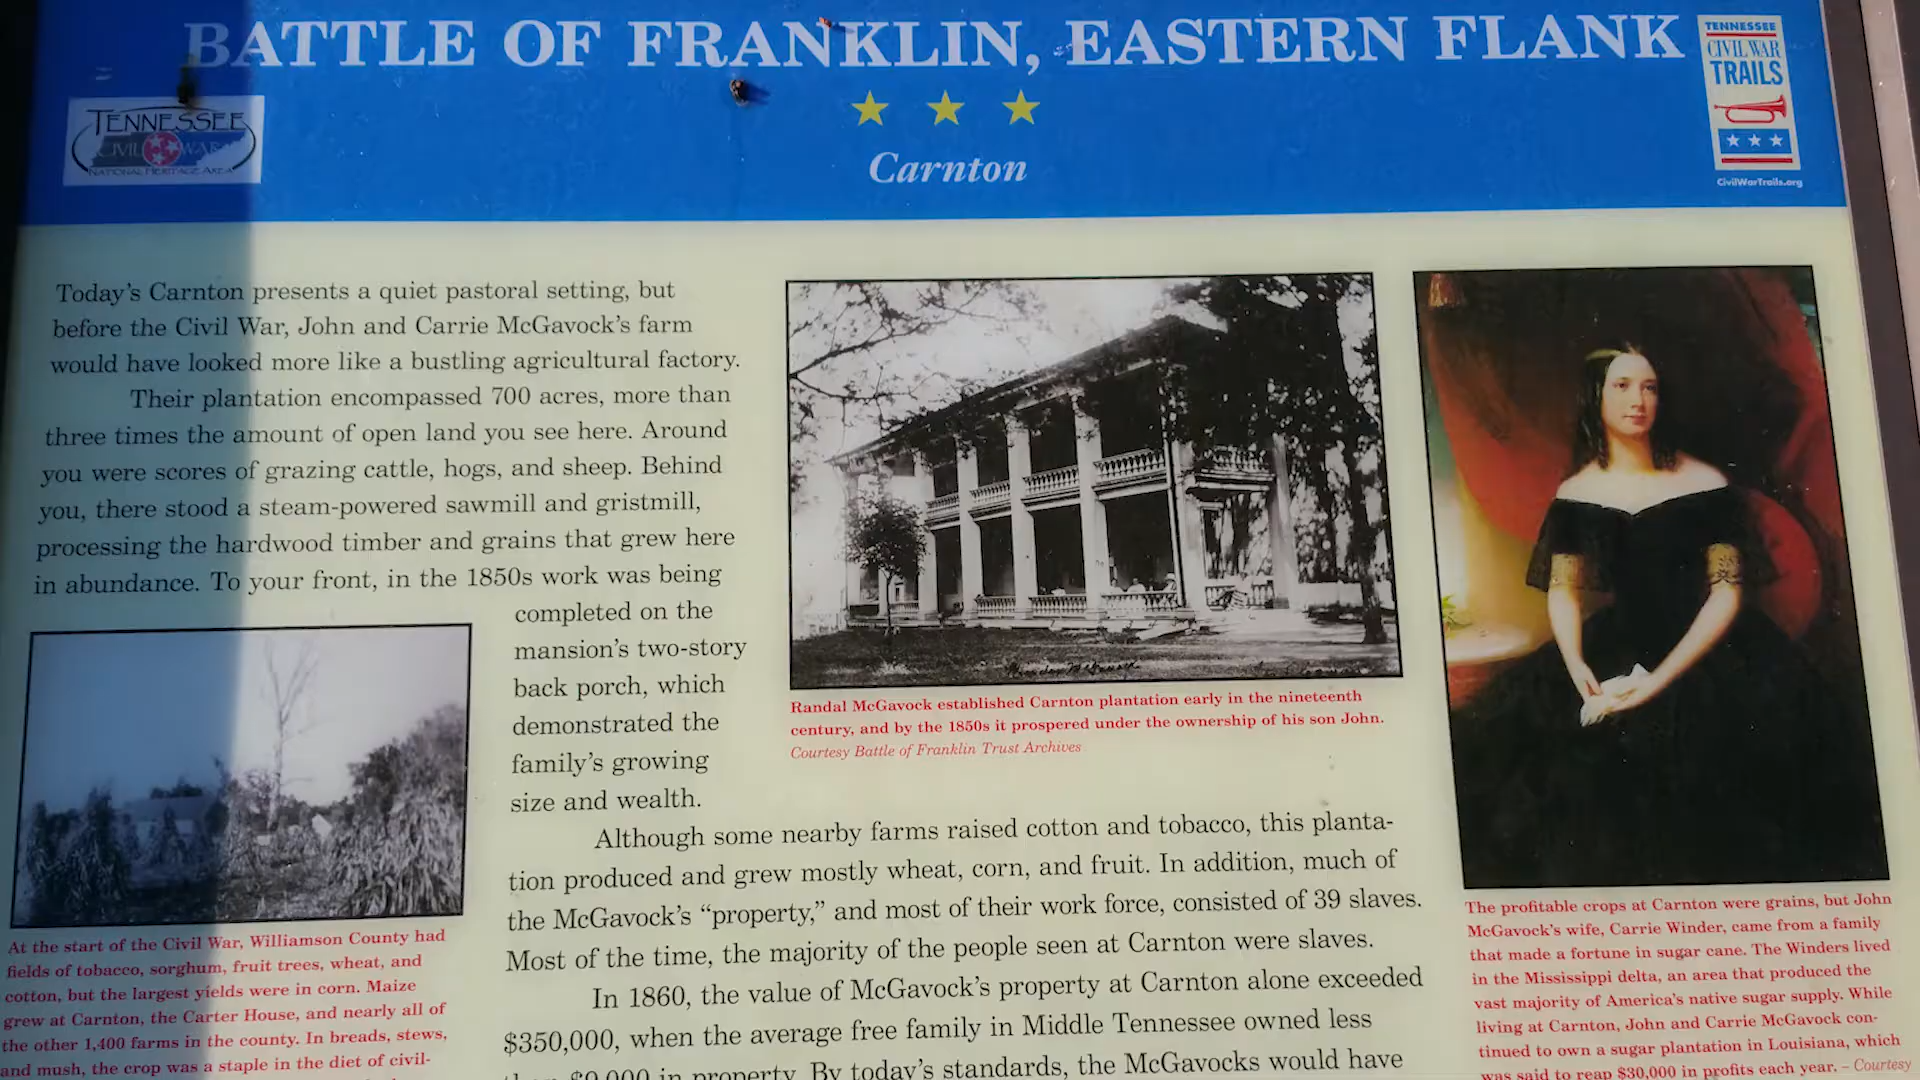 BATTLE OF FRANKLIN, EASTERN FLANK
Carnton
TENNESSEE
CIVIL WAR
NATIONAL HERITAGE AREA
TENNESSEE
CIVIL WAR
TRAILS
CivilWarTrails.org
Today's Carnton presents a quiet pastoral setting, but
before the Civil War, John and Carrie McGavock's farm
would have looked more like a bustling agricultural factory.
Their plantation encompassed 700 acres, more than
three times the amount of open land you see here. Around
you were scores of grazing cattle, hogs, and sheep. Behind
you, there stood a steam-powered sawmill and gristmill,
processing the hardwood timber and grains that grew here
in abundance. To your front, in the 1850s work was being
completed on the
mansion's two-story
back porch, which
demonstrated the
family's growing
size and wealth.
Although some nearby farms raised cotton and tobacco, this planta-
tion produced and grew mostly wheat, corn, and fruit. In addition, much of
the McGavock's “property,” and most of their work force, consisted of 39 slaves.
Most of the time, the majority of the people seen at Carnton were slaves.
In 1860, the value of McGavock's property at Carnton alone exceeded
$350,000, when the average free family in Middle Tennessee owned less
in property. By today's standards, the McGavocks would have
At the start of the Civil War, Williamson County had
fields of tobacco, sorghum, fruit trees, wheat, and
cotton, but the largest yields were in corn. Maize
grew at Carnton, the Carter House, and nearly all of
the other 1,400 farms in the county. In breads, stews,
and mush, the crop was a staple in the diet of civil-
Randal McGavock established Carnton plantation early in the nineteenth
century, and by the 1850s it prospered under the ownership of his son John.
Courtesy Battle of Franklin Trust Archives
The profitable crops at Carnton were grains, but John
McGavock's wife, Carrie Winder, came from a family
that made a fortune in sugar cane. The Winders lived
in the Mississippi delta, an area that produced the
vast majority of America's native sugar supply. While
living at Carnton, John and Carrie McGavock con-
tinued to own a sugar plantation in Louisiana, which
was said to reap $30,000 in profits each year. – Courtesy